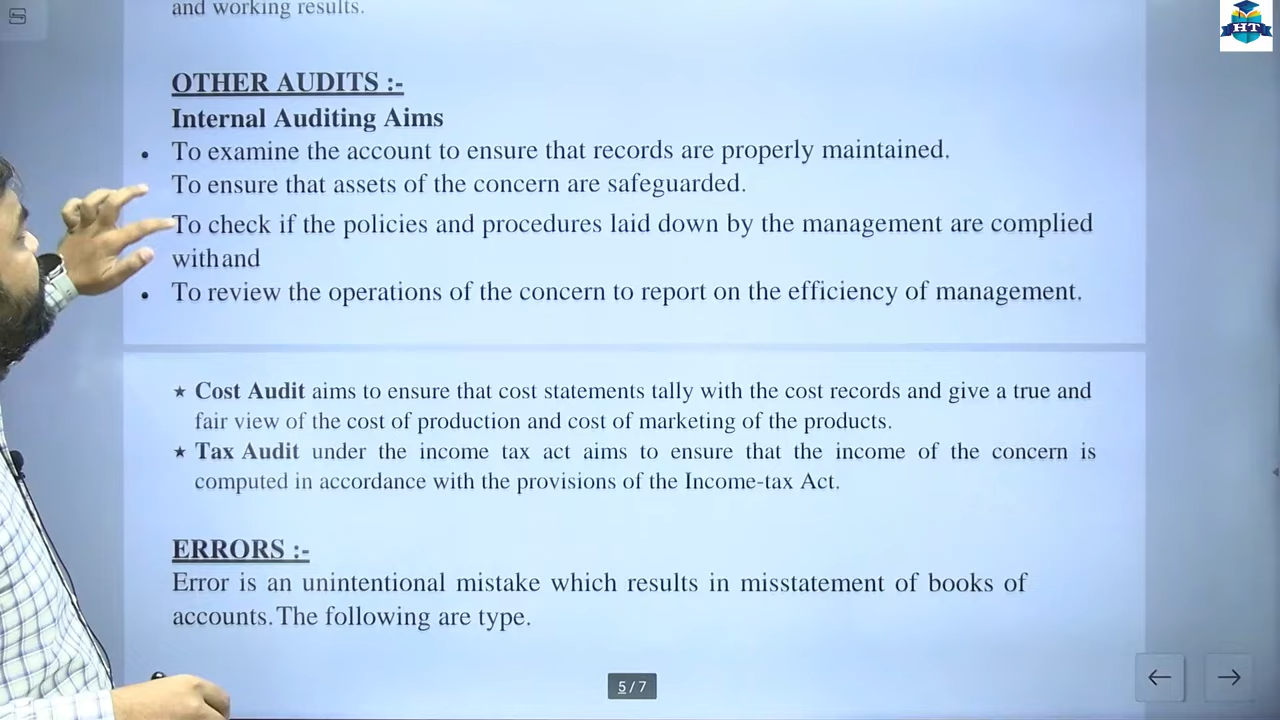 and working results.
HT
OTHER AUDITS :-
Internal Auditing Aims
• To examine the account to ensure that records are properly maintained.
To ensure that assets of the concern are safeguarded.
To check if the policies and procedures laid down by the management are complied
withand
• To review the operations of the concern to report on the efficiency of management.
★ Cost Audit aims to ensure that cost statements tally with the cost records and give a true and
fair view of the cost of production and cost of marketing of the products.
★ Tax Audit under the income tax act aims to ensure that the income of the concern is
computed in accordance with the provisions of the Income-tax Act.
ERRORS :-
Error is an unintentional mistake which results in misstatement of books of
accounts.The following are type.
5/7